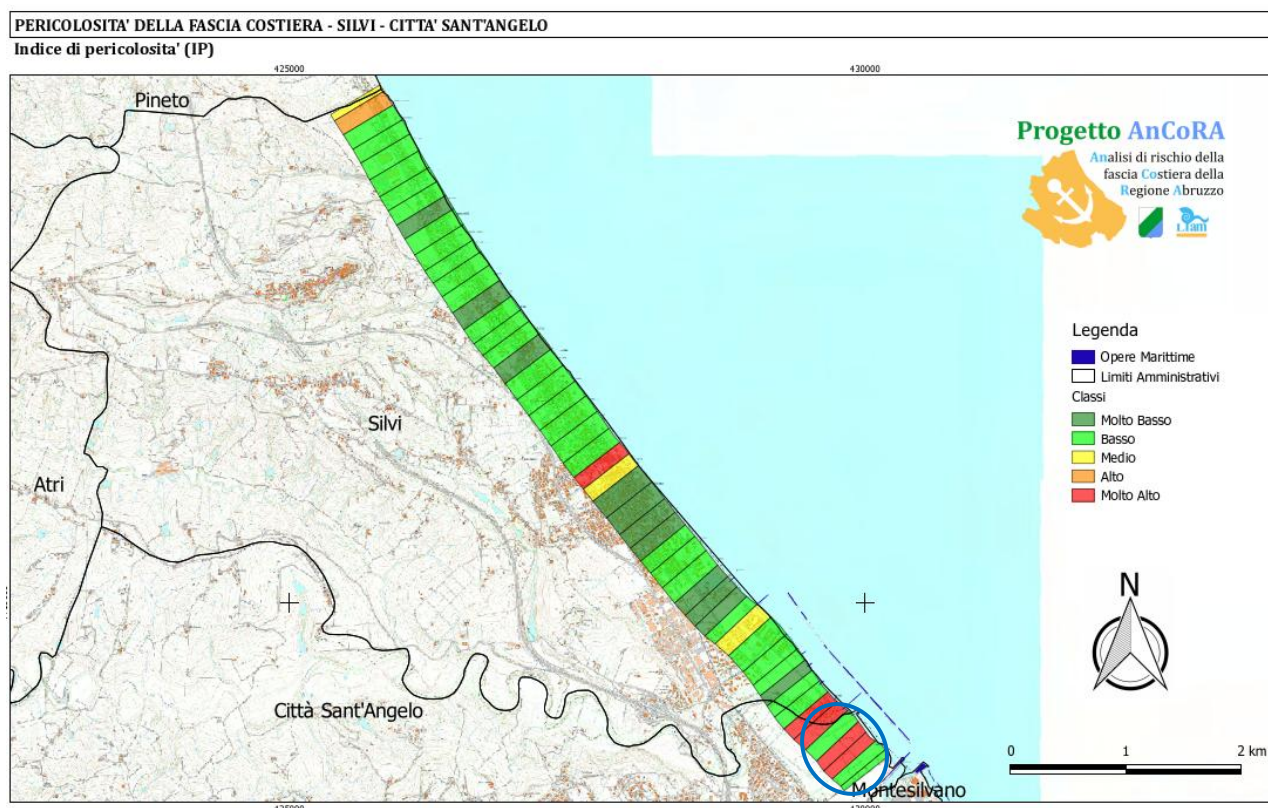 PERICOLOSITA' DELLA FASCIA COSTIERA - SILVI - CITTA' SANT'ANGELO
Indice di pericolosita' (IP)
425000
430000
Pineto
Progetto AnCoRA
Analisi di rischio della
fascia Costiera della
Regione Abruzzo
L.I.am
Legenda
Opere Marittime
Limiti Amministrativi
Classi
Molto Basso
Basso
Medio
Alto
Molto Alto
Silvi
Atri
N
Città Sant'Angelo
0 1 2 km
Montesilvano